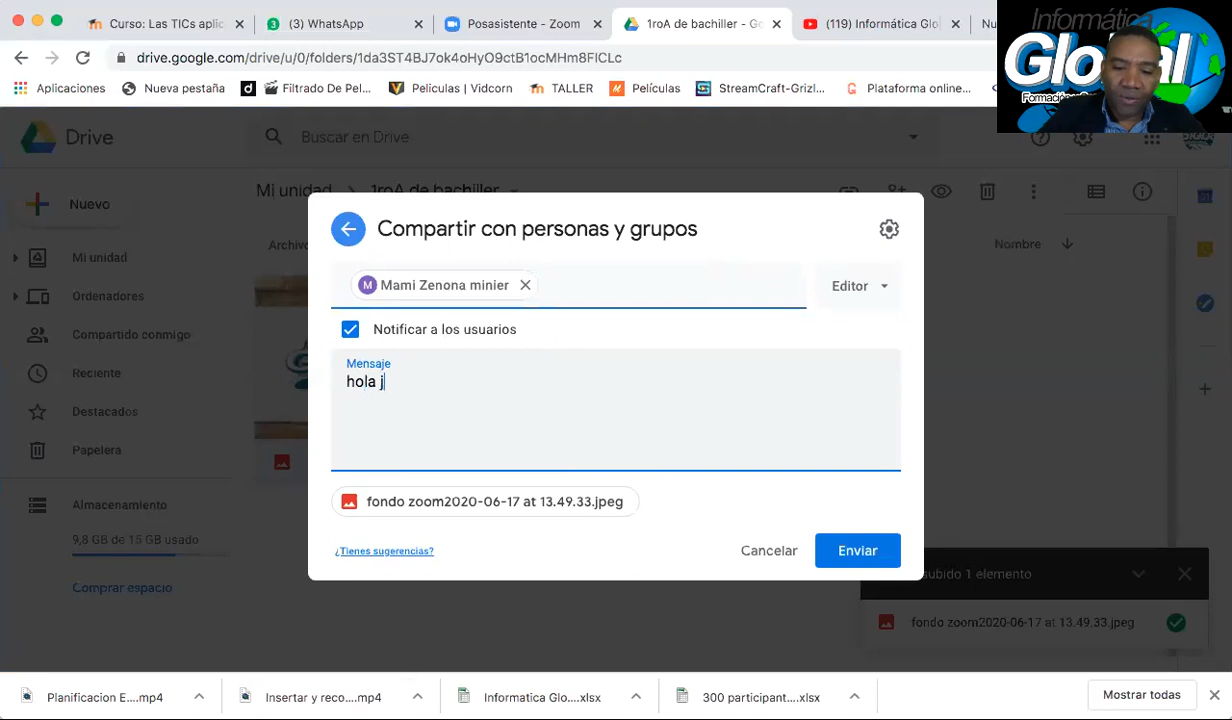 Curso: Las TICs aplic
(3) WhatsApp
Posasistente - Zoom
1roA de bachiller - Go
(119) Informática Glo
Nu
drive.google.com/drive/u/0/folders/1da3ST4BJ7ok4oHyO9ctB1ocMHm8FlCLc
Aplicaciones
Nueva pestaña
Filtrado De Pel...
Peliculas | Vidcorn
TALLER
Películas
StreamCraft-Grizl...
Plataforma online...
Informática
Global
Drive
Buscar en Drive
Nuevo
Mi unidad
1roA de bachiller
Archivo
Nombre
Mi unidad
Ordenadores
Compartido conmigo
Reciente
Destacados
Papelera
Almacenamiento
9,8 GB de 15 GB usado
Comprar espacio
Compartir con personas y grupos
M Mami Zenona minier
Editor
Notificar a los usuarios
Mensaje
hola j
fondo zoom2020-06-17 at 13.49.33.jpeg
¿Tienes sugerencias?
Cancelar
Enviar
subido 1 elemento
fondo zoom2020-06-17 at 13.49.33.jpeg
Planificacion E....mp4
Insertar y reco....mp4
Informatica Glo....xlsx
300 participant....xlsx
Mostrar todas